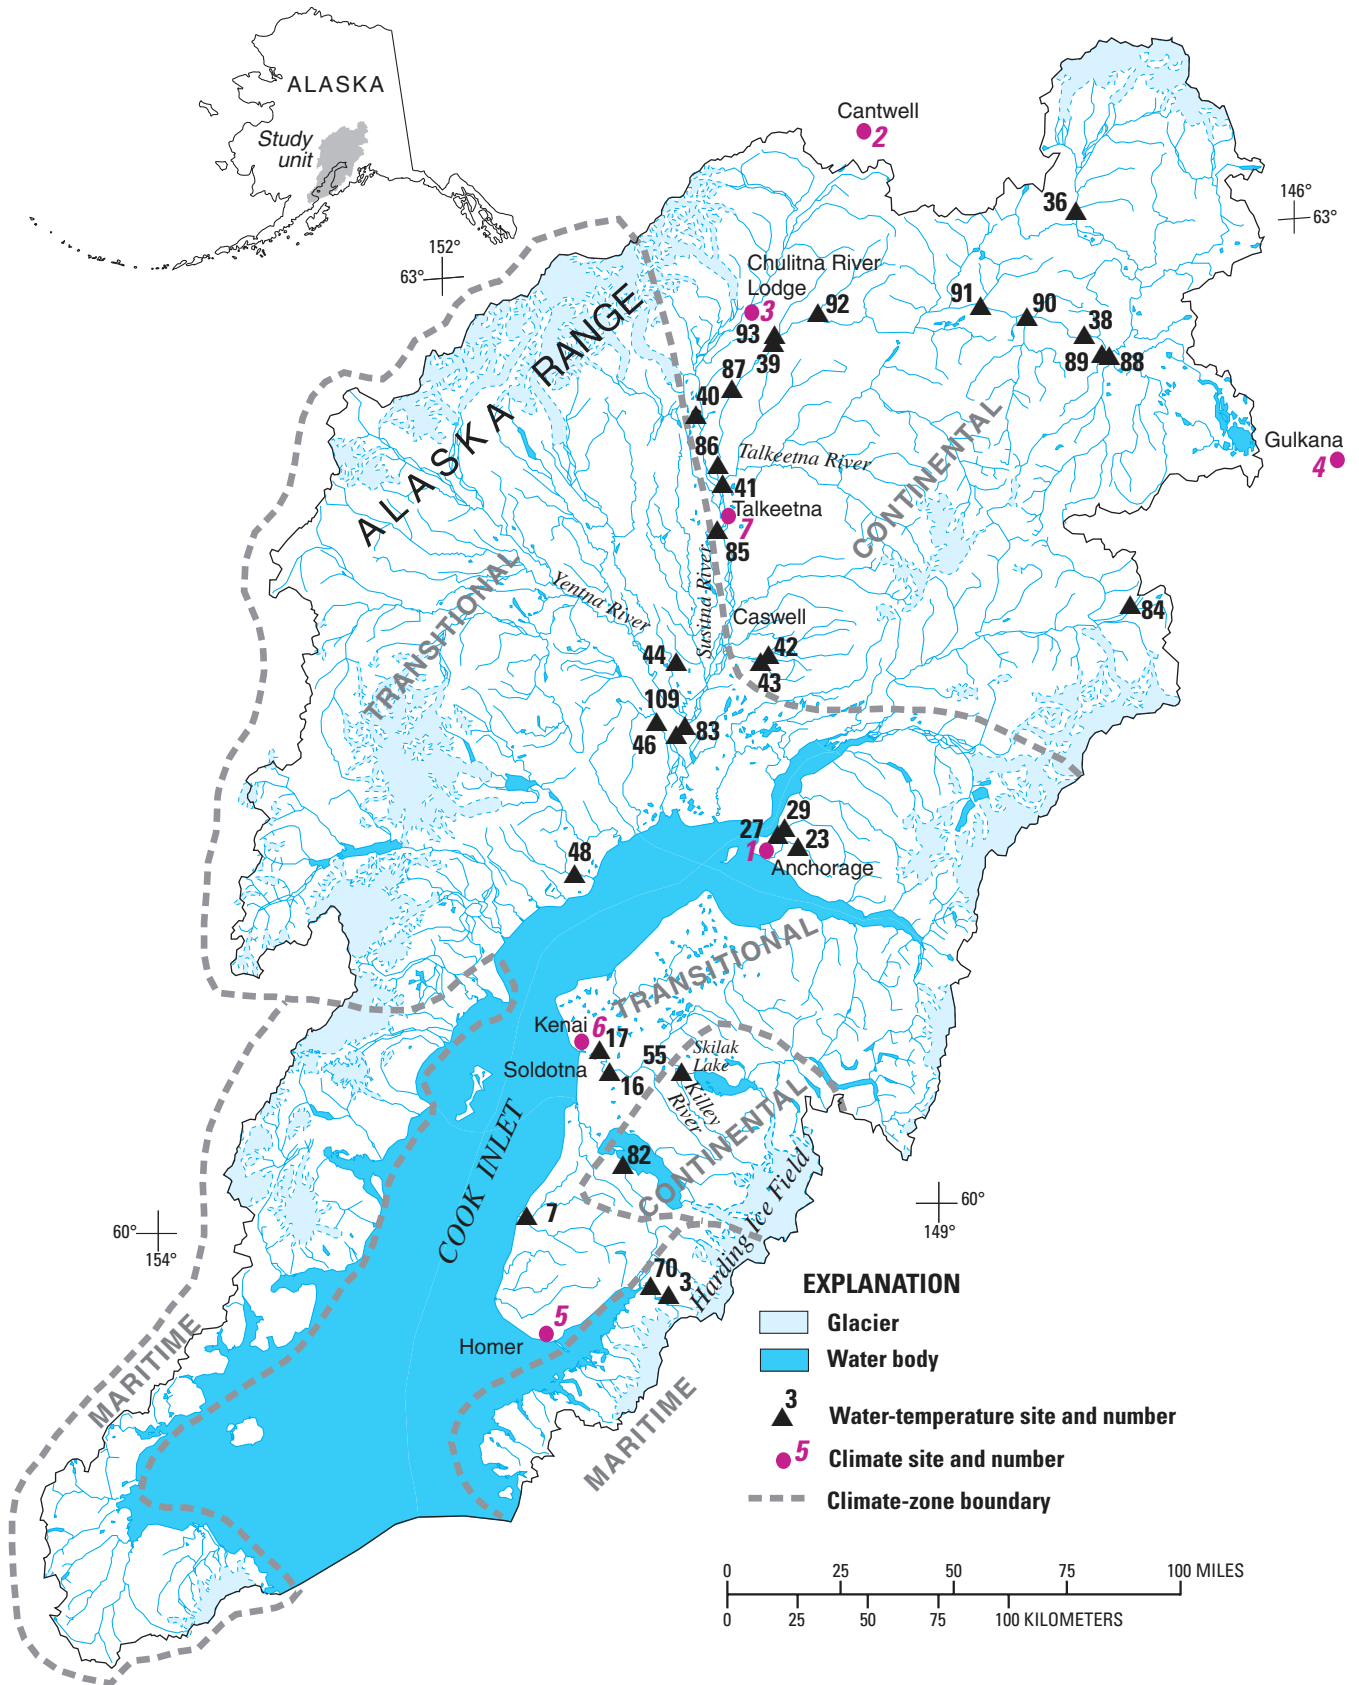 ALASKA
Study
unit
Cantwell
2
36
146°
63°
152°
63°
Chulitna River
Lodge
3
92
91
90
38
93
39
89
88
87
40
ALASKA RANGE
86
Talkeetna River
CONTINENTAL
Gulkana
4
41
Talkeetna
7
85
Susitna River
Yentna River
TRANSITIONAL
Caswell
84
42
43
44
109
46
83
29
27
23
1
Anchorage
48
TRANSITIONAL
Kenai
6
17
55
Skilak
Lake
Soldotna
16
Killey
River
CONTINENTAL
COOK INLET
82
7
60°
149°
60°
154°
Harding Ice Field
70
3
5
Homer
MARITIME
MARITIME
EXPLANATION
Glacier
Water body
3
Water-temperature site and number
5
Climate site and number
Climate-zone boundary
0 25 50 75 100 MILES
0 25 50 75 100 KILOMETERS